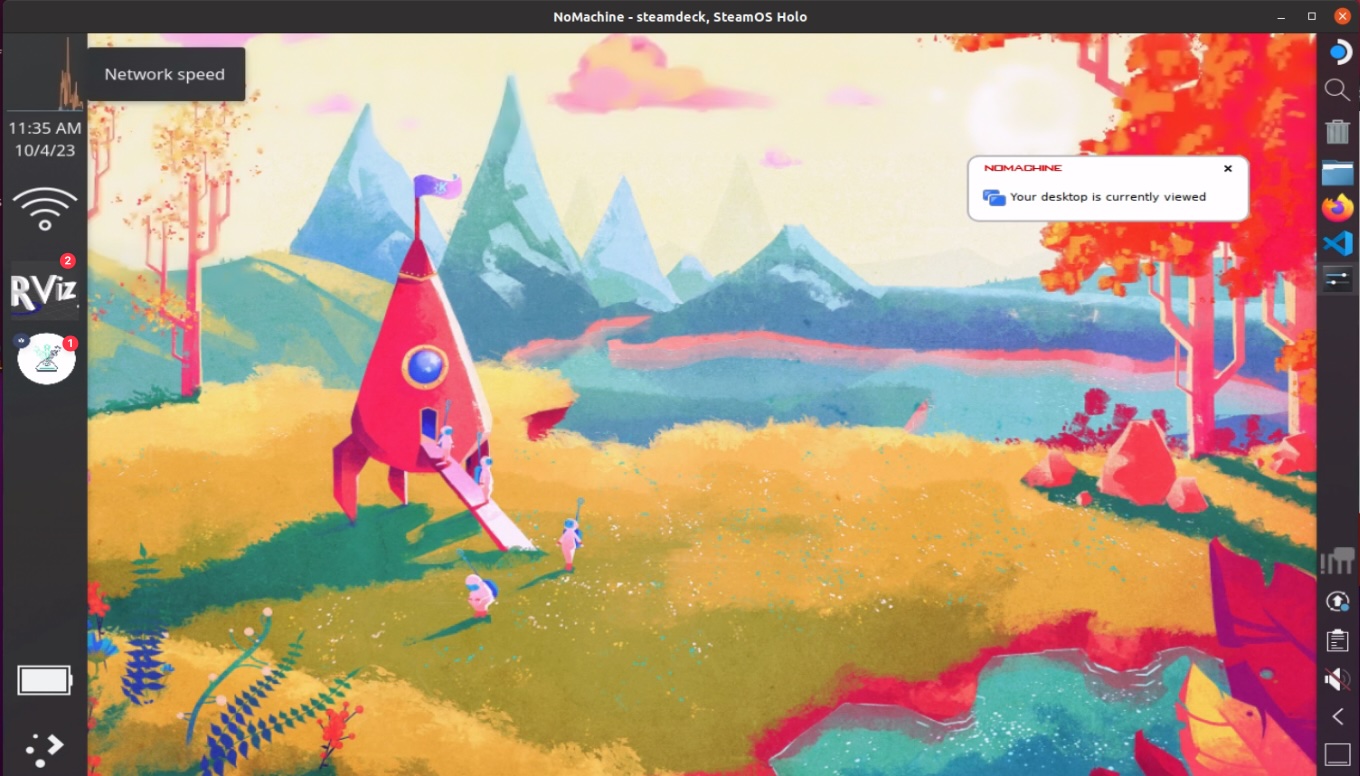 NoMachine - steamdeck, SteamOS Holo
Network speed
11:35 AM
10/4/23
NOMACHINE
Your desktop is currently viewed
2
RViz
1
K